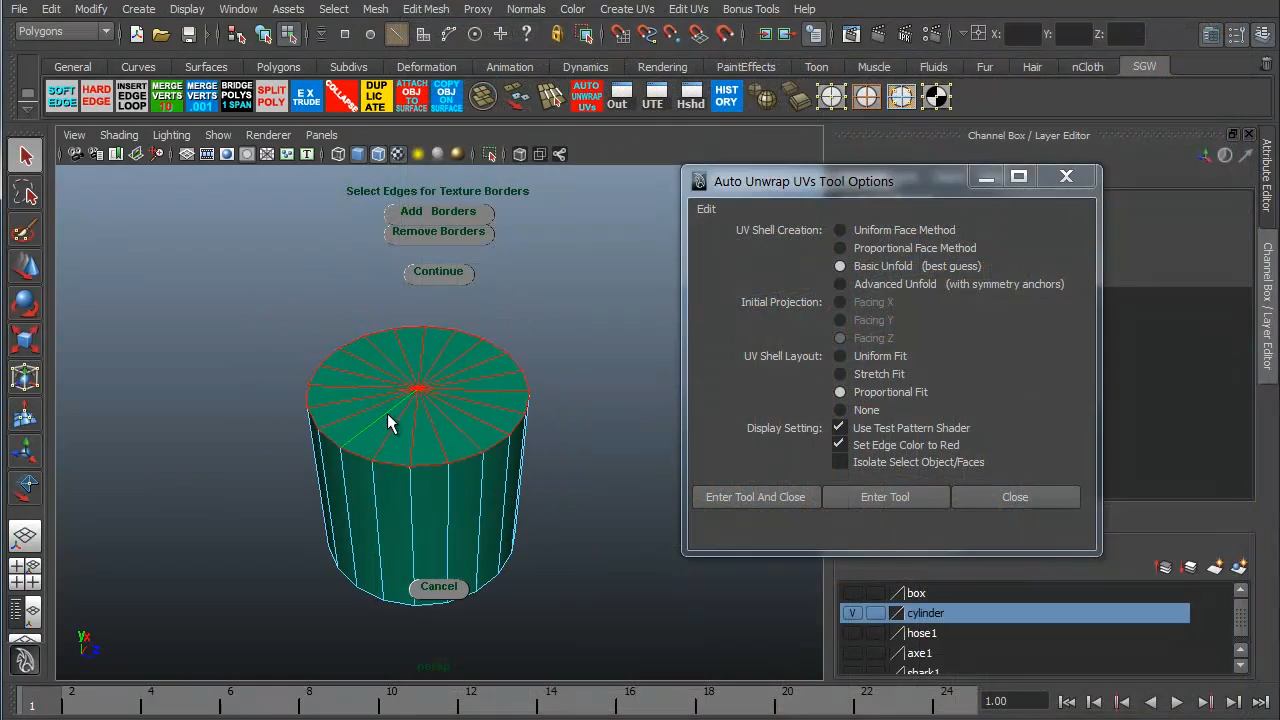 File Edit Modify Create Display Window Assets Select Mesh Edit Mesh Proxy Normals Color Create UVs Edit UVs Bonus Tools Help
Polygons X: Y: Z:
General Curves Surfaces Polygons Subdivs Deformation Animation Dynamics Rendering PaintEffects Toon Muscle Fluids Fur Hair nCloth SGW
SOFT EDGE
HARD EDGE
INSERT EDGE LOOP
MERGE VERTS 10
MERGE VERTS .001
BRIDGE POLYS 1 SPAN
SPLIT POLY
EX TRUDE
COLLAPSE
DUP LIC ATE
ATTACH OBJ TO SURFACE
COPY OBJ ON SURFACE
AUTO UNWRAP UVs
Out
UTE
Hshd
HIST ORY
View Shading Lighting Show Renderer Panels
Channel Box / Layer Editor
Attribute Editor
Channel Box / Layer Editor
Select Edges for Texture Borders
Add Borders
Remove Borders
Continue
Cancel
persp
Auto Unwrap UVs Tool Options
Edit
UV Shell Creation: Uniform Face Method
Proportional Face Method
Basic Unfold (best guess)
Advanced Unfold (with symmetry anchors)
Initial Projection: Facing X
Facing Y
Facing Z
UV Shell Layout: Uniform Fit
Stretch Fit
Proportional Fit
None
Display Setting: Use Test Pattern Shader
Set Edge Color to Red
Isolate Select Object/Faces
Enter Tool And Close Enter Tool Close
box
V cylinder
hose1
axe1
shark1
1 2 4 6 8 10 12 14 16 18 20 22 24 1.00